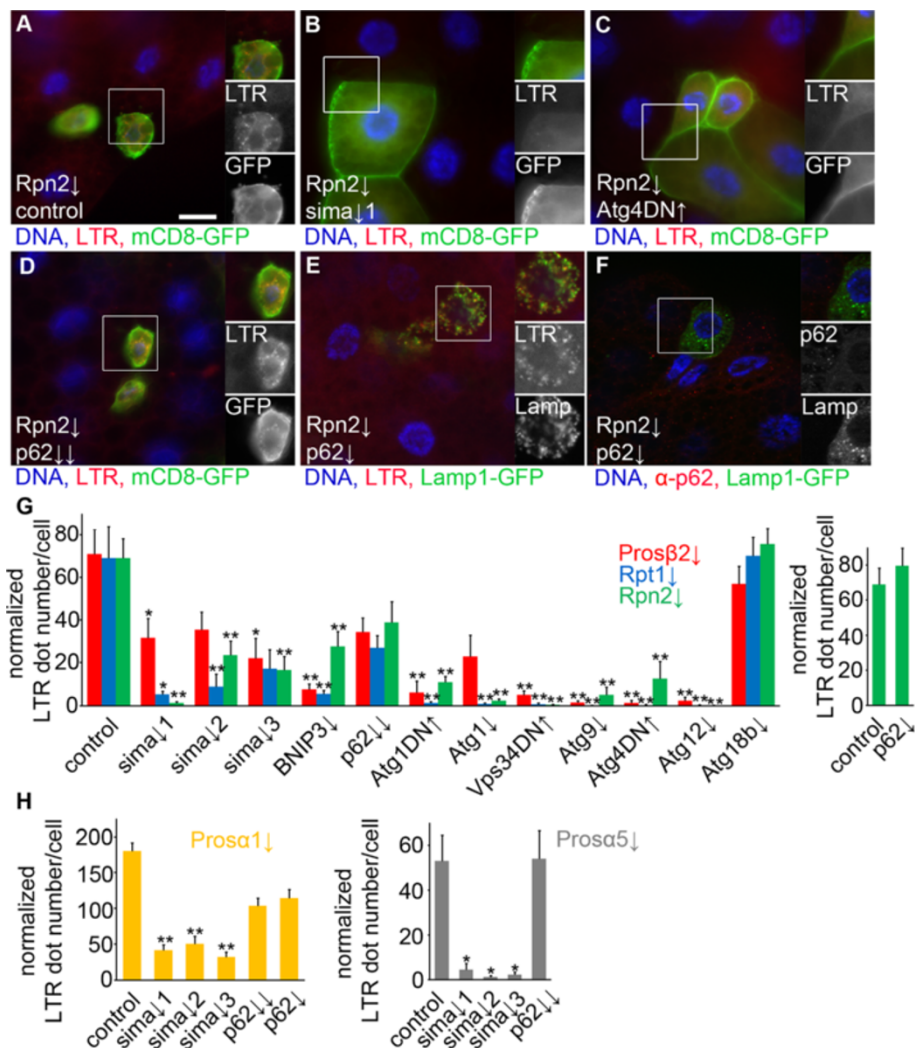 A
LTR
GFP
Rpn2↓
control
DNA, LTR, mCD8-GFP
B
LTR
GFP
Rpn2↓
sima↓1
DNA, LTR, mCD8-GFP
C
LTR
GFP
Rpn2↓
Atg4DN↑
DNA, LTR, mCD8-GFP
D
LTR
GFP
Rpn2↓
p62↓↓
DNA, LTR, mCD8-GFP
E
LTR
Lamp
Rpn2↓
p62↓
DNA, LTR, Lamp1-GFP
F
p62
Lamp
Rpn2↓
p62↓
DNA, α-p62, Lamp1-GFP
G
normalized
LTR dot number/cell
80
60
40
20
0
* * **
** **
* **
** ** **
** ** **
** **
** ** **
** ** **
** ** **
** ** **
Prosβ2↓
Rpt1↓
Rpn2↓
control
sima↓1
sima↓2
sima↓3
BNIP3↓
p62↓↓
Atg1DN↑
Atg1↓
Vps34DN↑
Atg9↓
Atg4DN↑
Atg12↓
Atg18b↓
normalized
LTR dot number/cell
80
60
40
20
0
control
p62↓
H
normalized
LTR dot number/cell
200
150
100
50
0
Prosα1↓
** ** **
control
sima↓1
sima↓2
sima↓3
p62↓↓
p62↓
normalized
LTR dot number/cell
60
40
20
0
Prosα5↓
* * *
control
sima↓1
sima↓2
sima↓3
p62↓↓